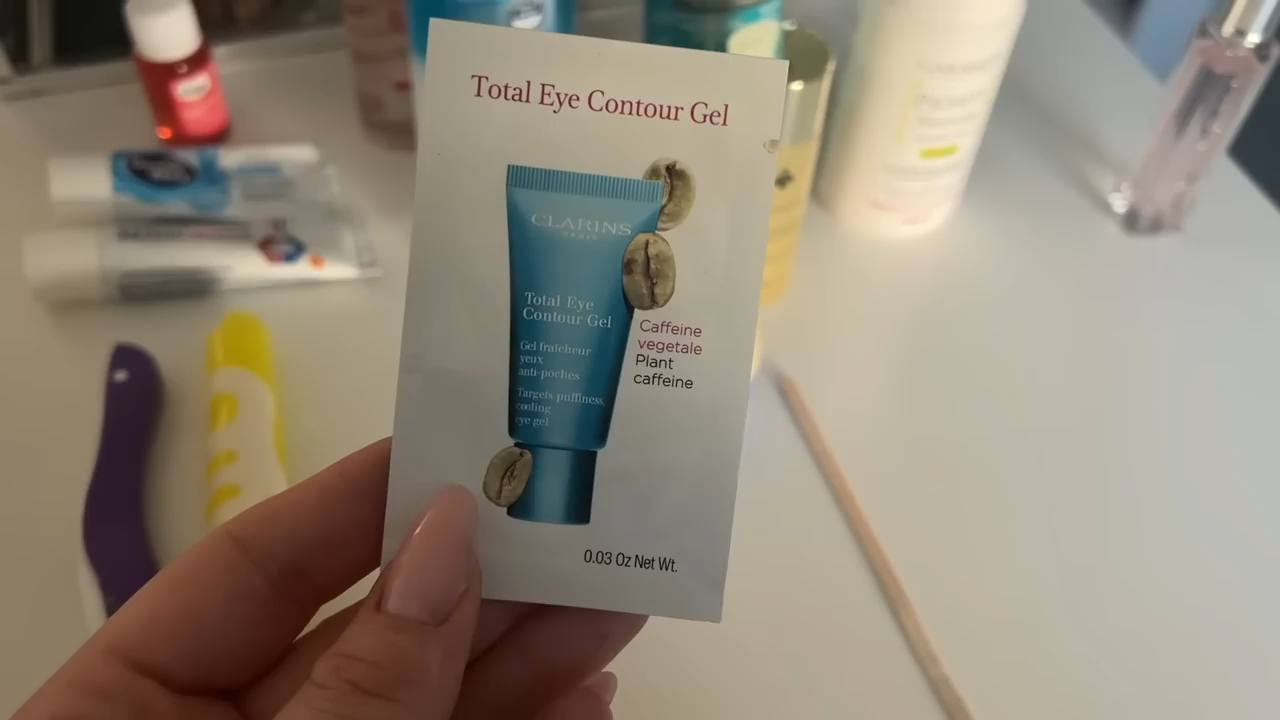 Total Eye Contour Gel
CLARINS
PARIS
Total Eye
Contour Gel
Gel fraîcheur
yeux
anti-poches
Targets puffiness,
cooling
eye gel
Caffeine
vegetale
Plant
caffeine
0.03 Oz Net Wt.